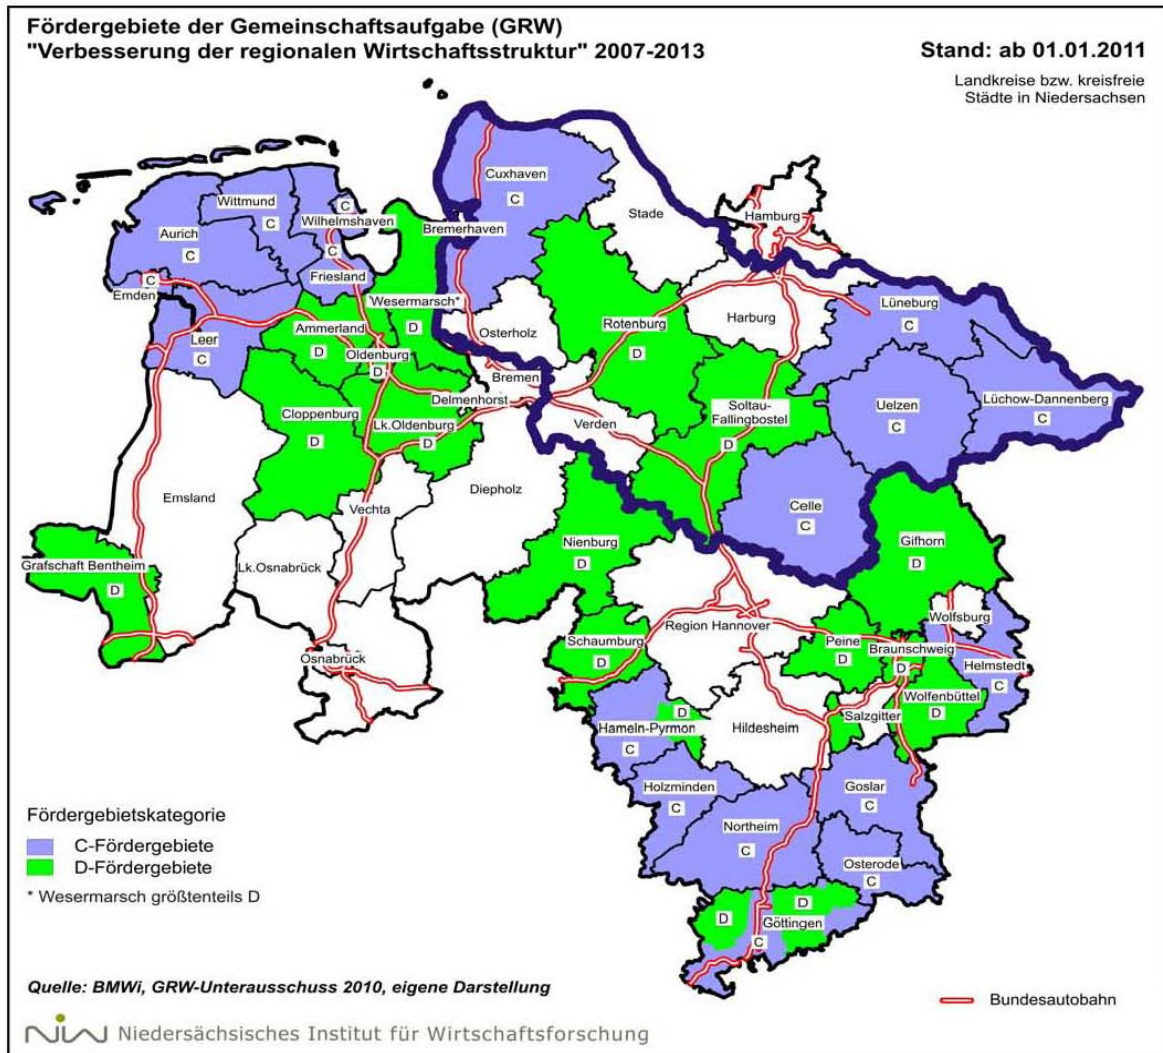 Fördergebiete der Gemeinschaftsaufgabe (GRW)
"Verbesserung der regionalen Wirtschaftsstruktur" 2007-2013
Stand: ab 01.01.2011
Landkreise bzw. kreisfreie
Städte in Niedersachsen
Cuxhaven
C
Stade
Hamburg
Wittmund
C
C
Wilhelmshaven
C
Bremerhaven
Aurich
C
Friesland
C
Emden
Wesermarsch*
D
Lüneburg
C
Leer
C
Ammerland
D
Osterholz
Rotenburg
D
Harburg
Oldenburg
D
Bremen
Delmenhorst
Cloppenburg
D
Lk.Oldenburg
D
Verden
Soltau-
Fallingbostel
D
Uelzen
C
Lüchow-Dannenberg
C
Emsland
Diepholz
Vechta
Celle
C
Lk.Osnabrück
Nienburg
D
Gifhorn
D
Grafschaft Bentheim
D
Region Hannover
Wolfsburg
Schaumburg
D
Peine
D
Braunschweig
D
Helmstedt
C
Osnabrück
Wolfenbüttel
D
Salzgitter
D
Hameln-Pyrmon
C
Hildesheim
Holzminden
C
Goslar
C
Northeim
C
Osterode
C
D
D
Göttingen
C
Fördergebietskategorie
C-Fördergebiete
D-Fördergebiete
* Wesermarsch größtenteils D
Quelle: BMWi, GRW-Unterausschuss 2010, eigene Darstellung
Bundesautobahn
NIW Niedersächsisches Institut für Wirtschaftsforschung